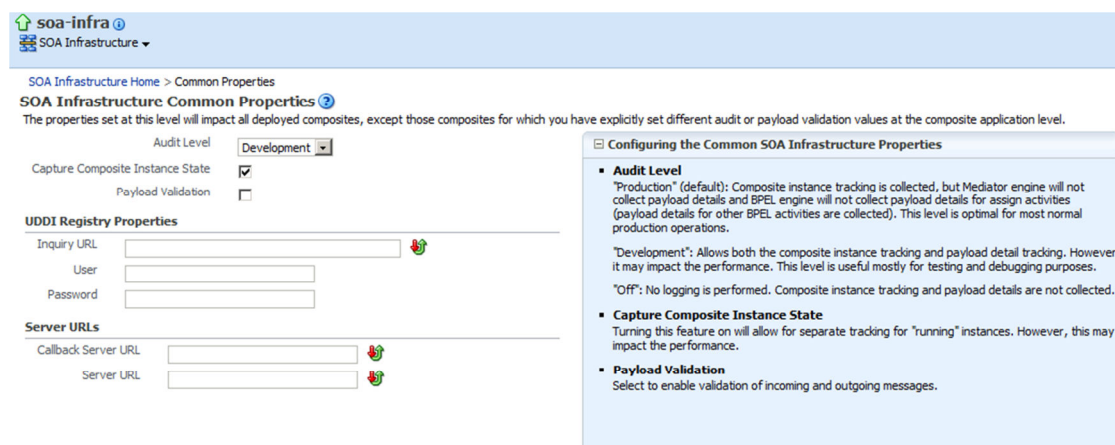 soa-infra
SOA Infrastructure
SOA Infrastructure Home > Common Properties
SOA Infrastructure Common Properties
The properties set at this level will impact all deployed composites, except those composites for which you have explicitly set different audit or payload validation values at the composite application level.
Audit Level
Development
Capture Composite Instance State
Payload Validation
UDDI Registry Properties
Inquiry URL
User
Password
Server URLs
Callback Server URL
Server URL
Configuring the Common SOA Infrastructure Properties
Audit Level
"Production" (default): Composite instance tracking is collected, but Mediator engine will not
collect payload details and BPEL engine will not collect payload details for assign activities
(payload details for other BPEL activities are collected). This level is optimal for most normal
production operations.
"Development": Allows both the composite instance tracking and payload detail tracking. However
it may impact the performance. This level is useful mostly for testing and debugging purposes.
"Off": No logging is performed. Composite instance tracking and payload details are not collected.
Capture Composite Instance State
Turning this feature on will allow for separate tracking for "running" instances. However, this may
impact the performance.
Payload Validation
Select to enable validation of incoming and outgoing messages.